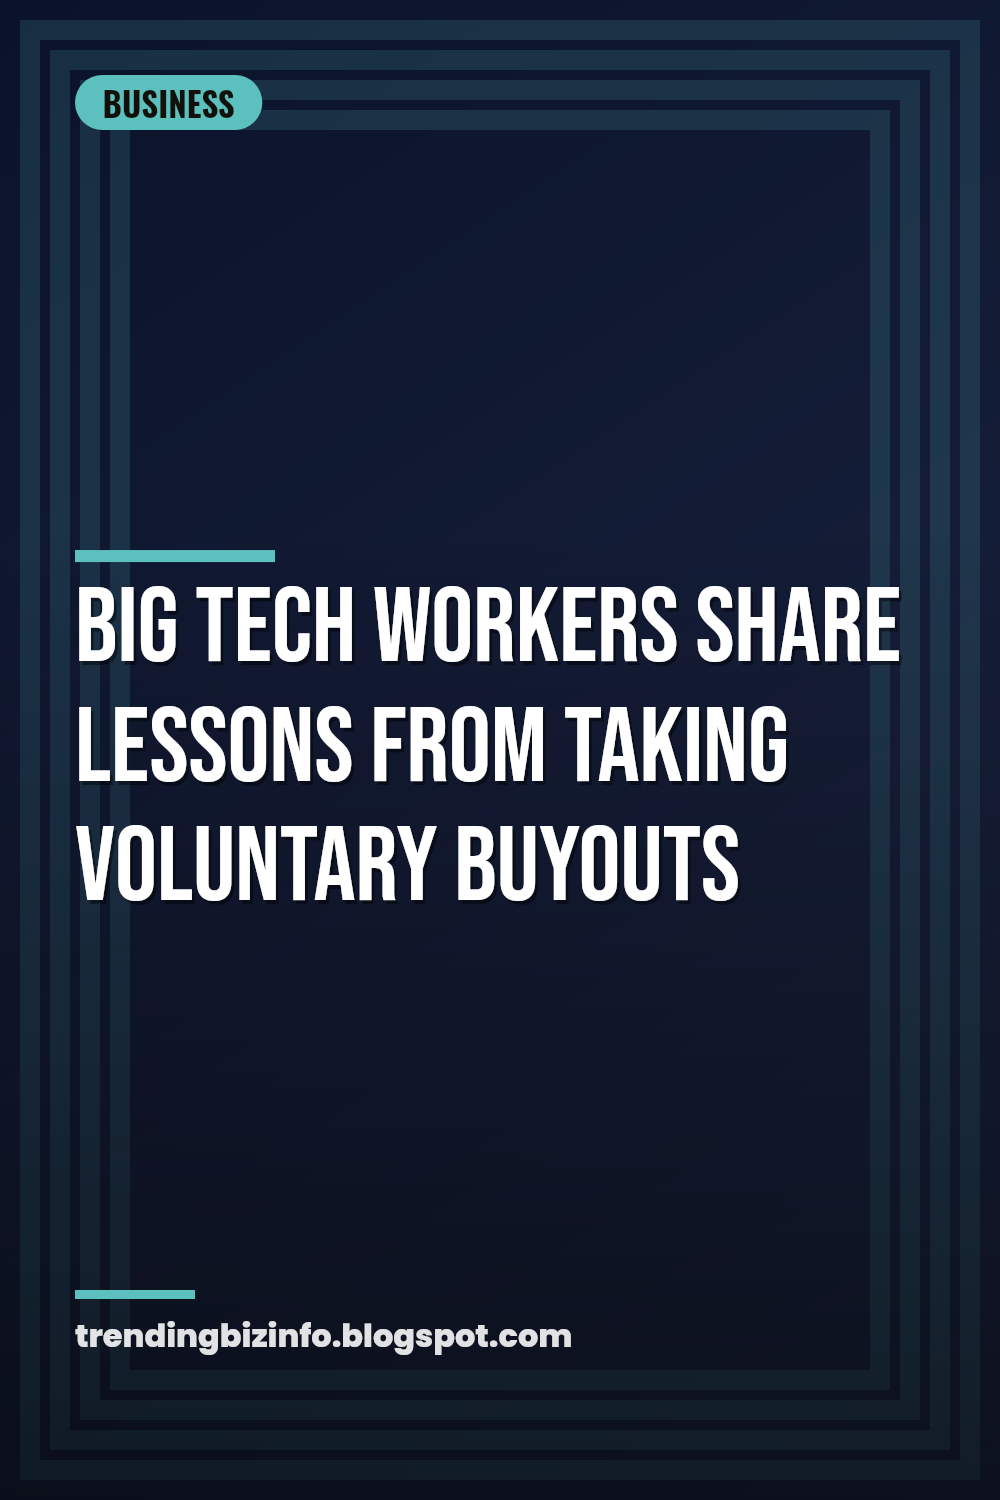 BUSINESS
BIG TECH WORKERS SHARE
LESSONS FROM TAKING
VOLUNTARY BUYOUTS
trendingbizinfo.blogspot.com